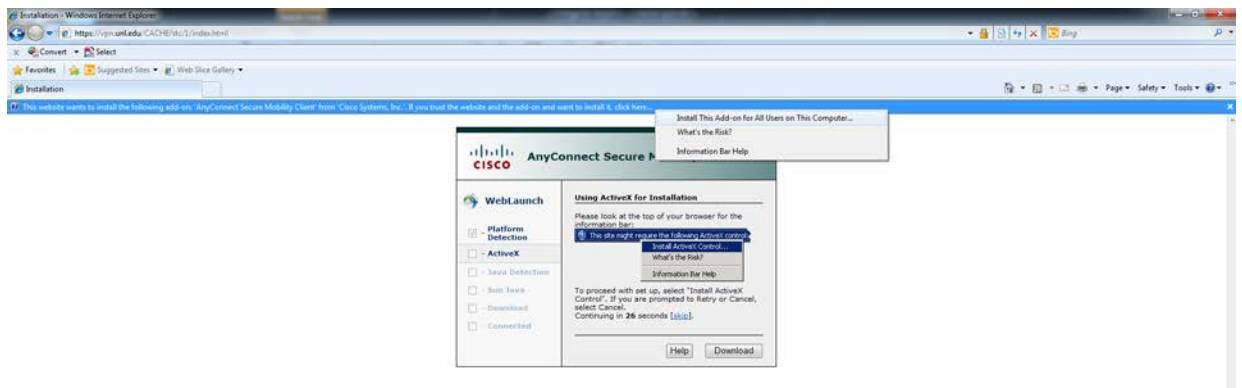 Installation - Windows Internet Explorer
https://vpn.unl.edu/CACHE/stc/1/index.html
Bing
x Convert Select
Favorites Suggested Sites Web Slice Gallery
Installation
Page Safety Tools
This website wants to install the following add-on: 'AnyConnect Secure Mobility Client' from 'Cisco Systems, Inc.'. If you trust the website and the add-on and want to install it, click here...
Install This Add-on for All Users on This Computer...
What's the Risk?
Information Bar Help
CISCO
AnyConnect Secure M
WebLaunch
- Platform Detection
- ActiveX
- Java Detection
- Sun Java
- Download
- Connected
Using ActiveX for Installation
Please look at the top of your browser for the
information bar:
This site might require the following ActiveX control
Install ActiveX Control...
What's the Risk?
Information Bar Help
To proceed with set up, select "Install ActiveX
Control". If you are prompted to Retry or Cancel,
select Cancel.
Continuing in 26 seconds [skip].
Help
Download